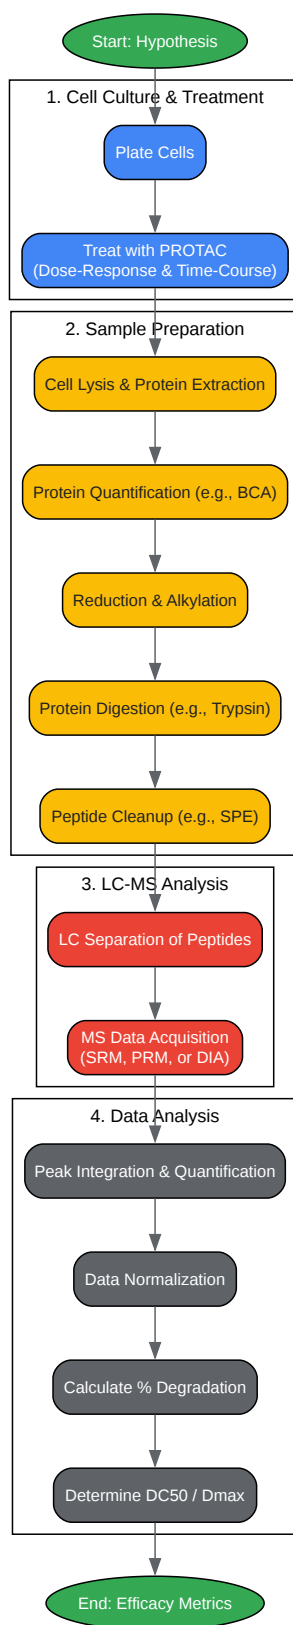 Start: Hypothesis
1. Cell Culture & Treatment
Plate Cells
Treat with PROTAC
(Dose-Response & Time-Course)
2. Sample Preparation
Cell Lysis & Protein Extraction
Protein Quantification (e.g., BCA)
Reduction & Alkylation
Protein Digestion (e.g., Trypsin)
Peptide Cleanup (e.g., SPE)
3. LC-MS Analysis
LC Separation of Peptides
MS Data Acquisition
(SRM, PRM, or DIA)
4. Data Analysis
Peak Integration & Quantification
Data Normalization
Calculate % Degradation
Determine DC50 / Dmax
End: Efficacy Metrics